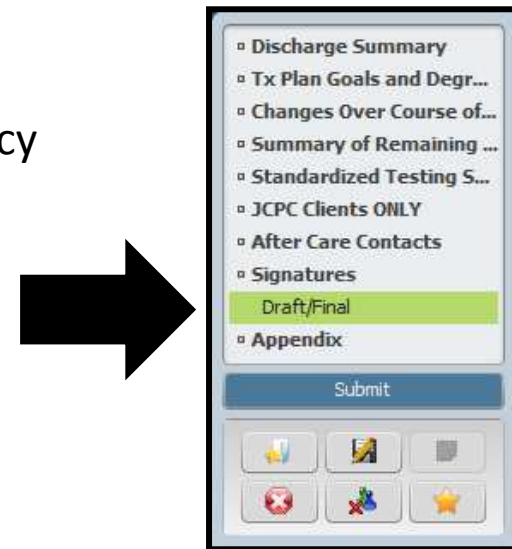 cy
Discharge Summary
Tx Plan Goals and Degr...
Changes Over Course of...
Summary of Remaining ...
Standardized Testing S...
JCPC Clients ONLY
After Care Contacts
Signatures
Draft/Final
Appendix
Submit